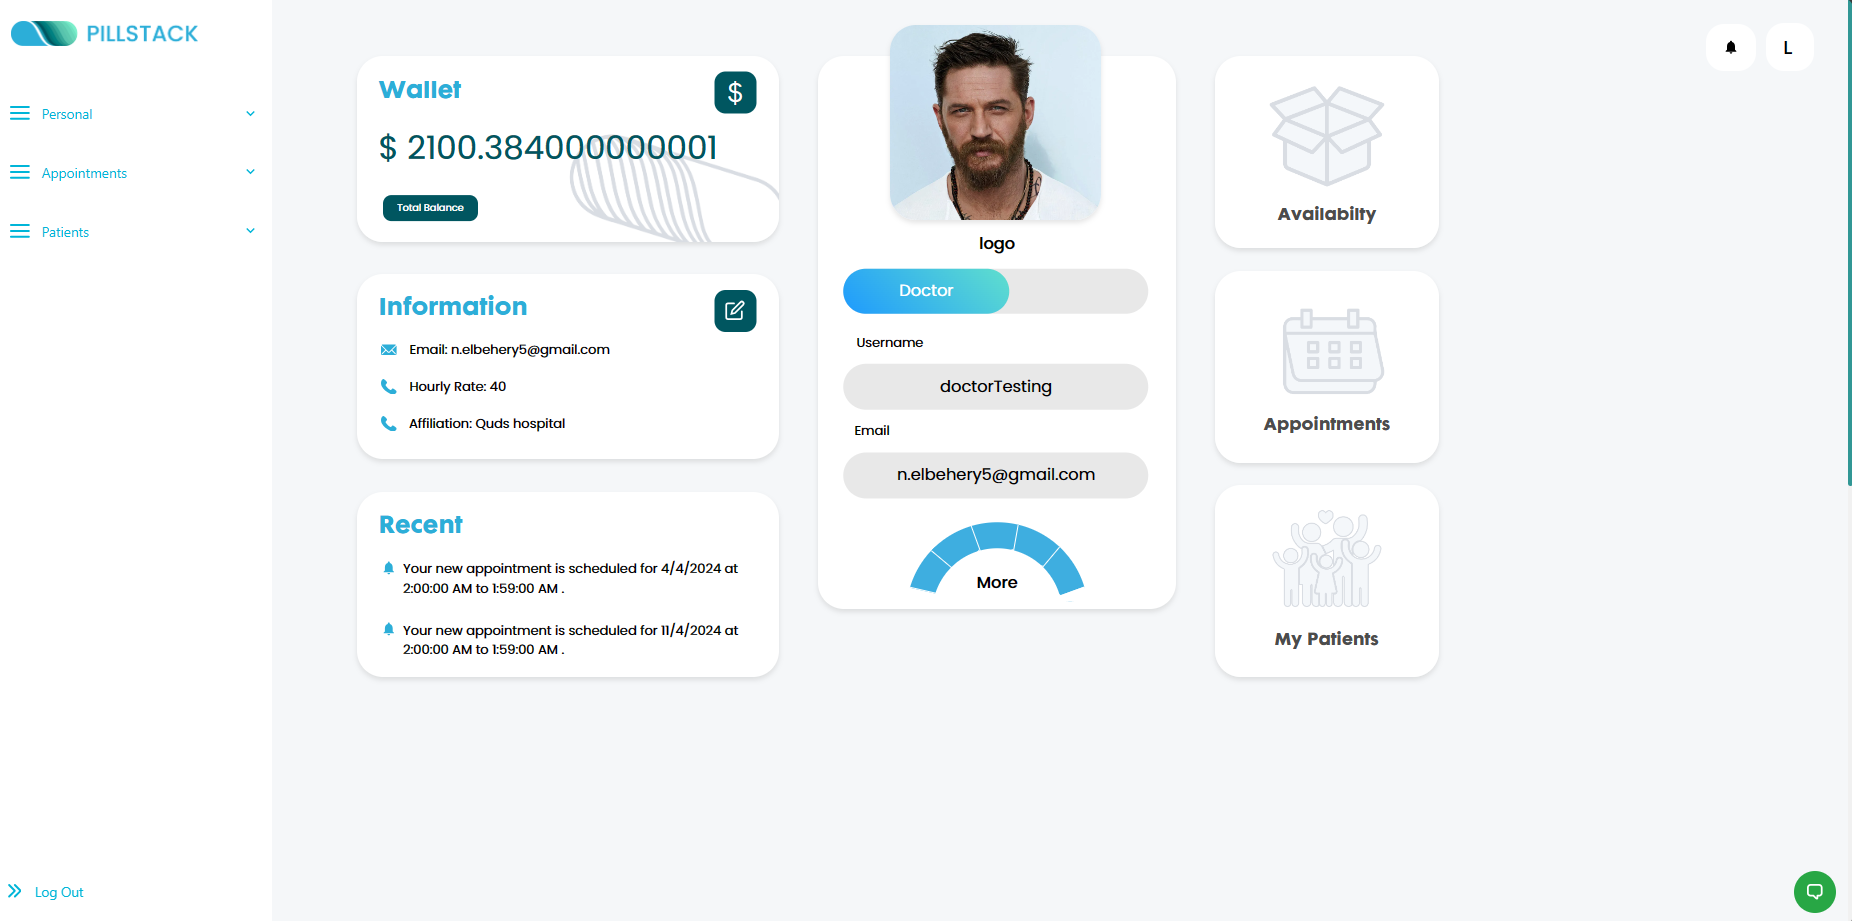 PILLSTACK
Personal
Appointments
Patients
Log Out
Wallet
$
$ 2100.384000000001
Total Balance
Information
Email: n.elbehery5@gmail.com
Hourly Rate: 40
Affiliation: Quds hospital
Recent
Your new appointment is scheduled for 4/4/2024 at
2:00:00 AM to 1:59:00 AM .
Your new appointment is scheduled for 11/4/2024 at
2:00:00 AM to 1:59:00 AM .
logo
Doctor
Username
doctorTesting
Email
n.elbehery5@gmail.com
More
Availabilty
Appointments
My Patients
L